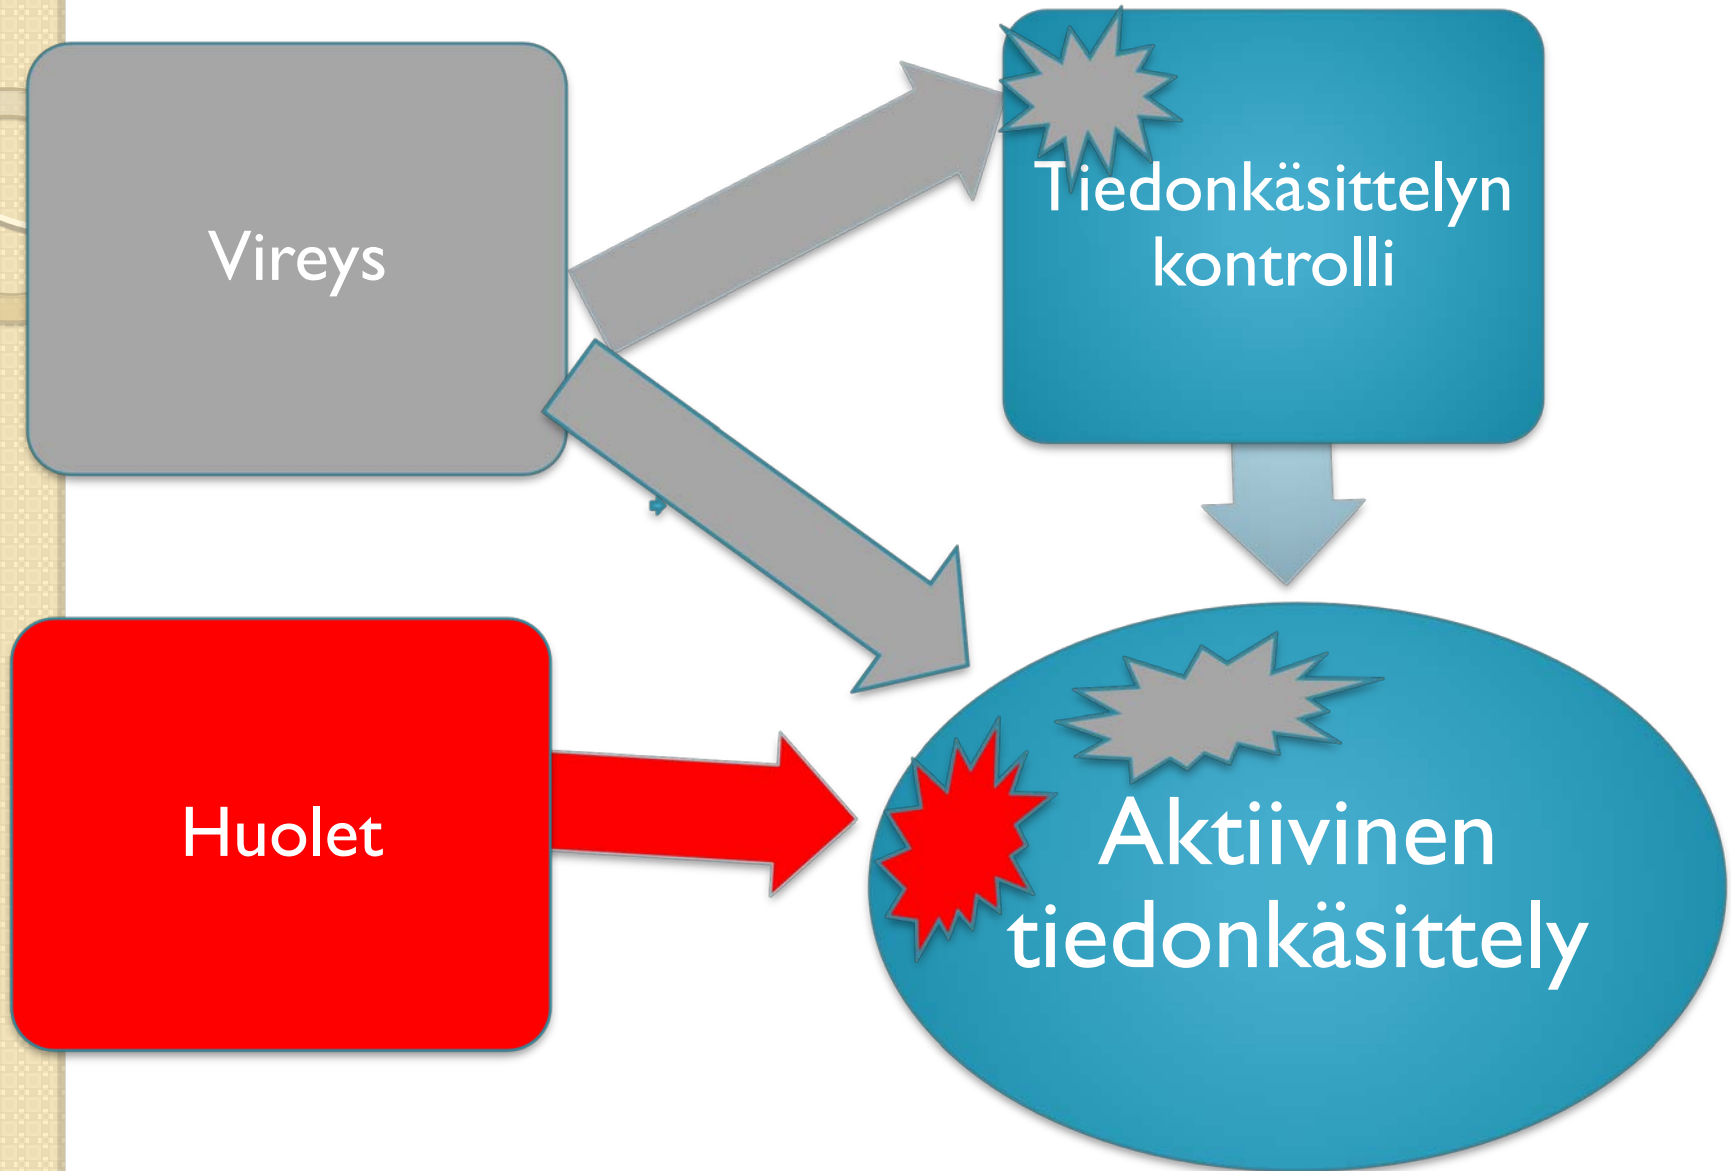 Vireys
Tiedonkäsittelyn
kontrolli
Huolet
Aktiivinen
tiedonkäsittely